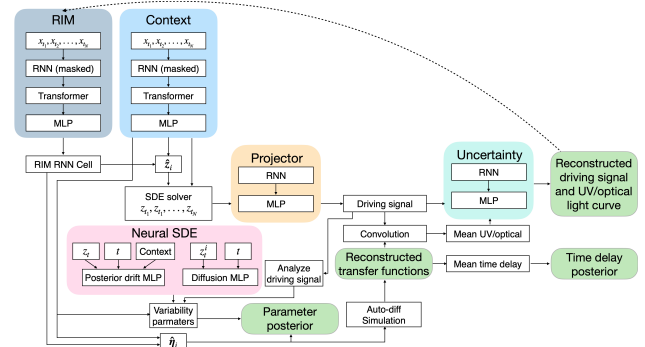 RIM
x_{t_1}, x_{t_2}, . . . , x_{t_N}
RNN (masked)
Transformer
MLP
Context
x_{t_1}, x_{t_2}, . . . , x_{t_N}
RNN (masked)
Transformer
MLP
RIM RNN Cell
ẑ_i
SDE solver
z_{t_1}, z_{t_1}, . . . , z_{t_N}
Projector
RNN
MLP
Driving signal
Uncertainty
RNN
MLP
Reconstructed
driving signal
and UV/optical
light curve
Convolution
Mean UV/optical
Neural SDE
z_t
t
Context
z_t^i
t
Posterior drift MLP
Diffusion MLP
Analyze
driving signal
Reconstructed
transfer functions
Mean time delay
Time delay
posterior
Variability
parmaters
Parameter
posterior
Auto-diff
Simulation
η̂_i